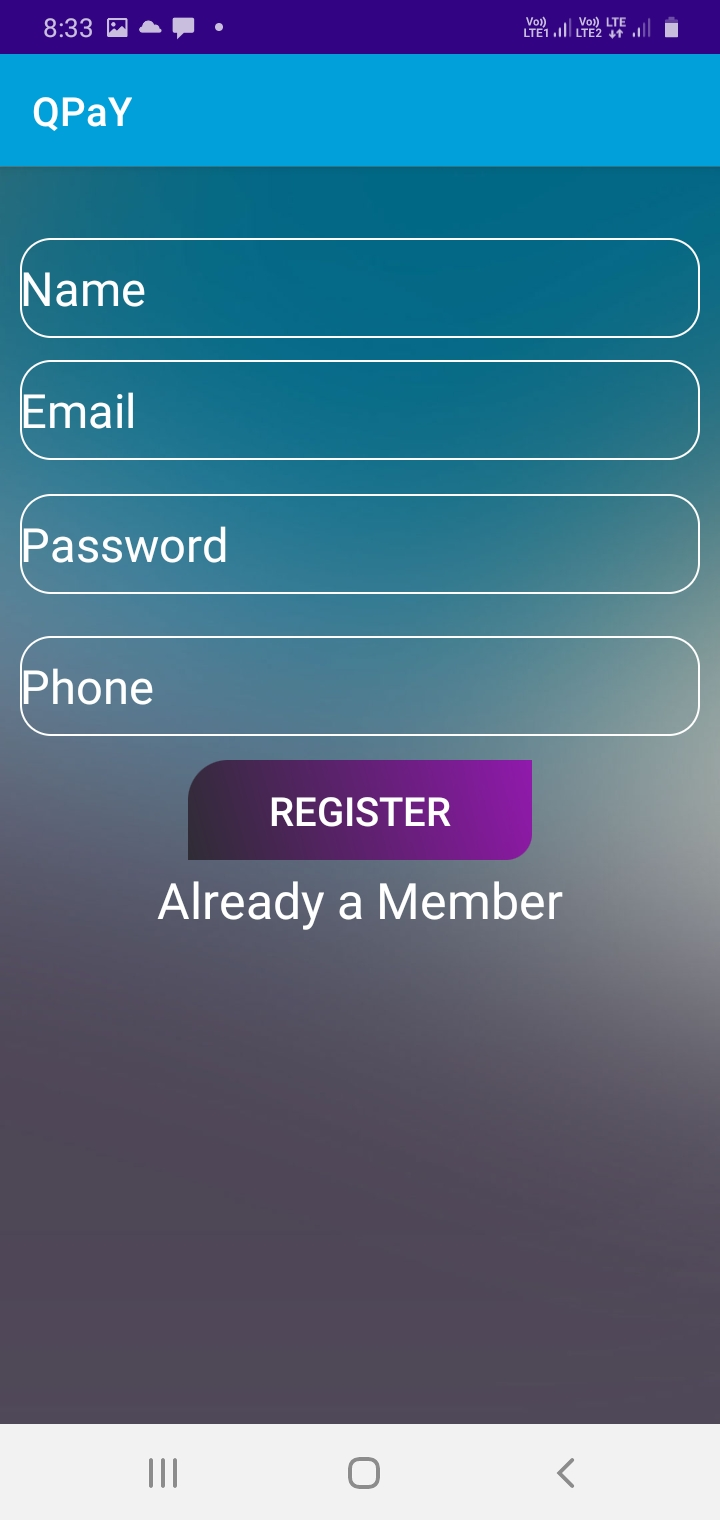 8:33 Vo)) LTE1 Vo)) LTE2 LTE
QPaY
Name
Email
Password
Phone
REGISTER
Already a Member